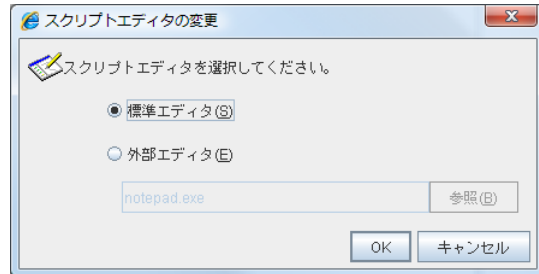 スクリプトエディタの変更
スクリプトエディタを選択してください。
標準エディタ(S)
外部エディタ(E)
notepad.exe 参照(B)
OK キャンセル